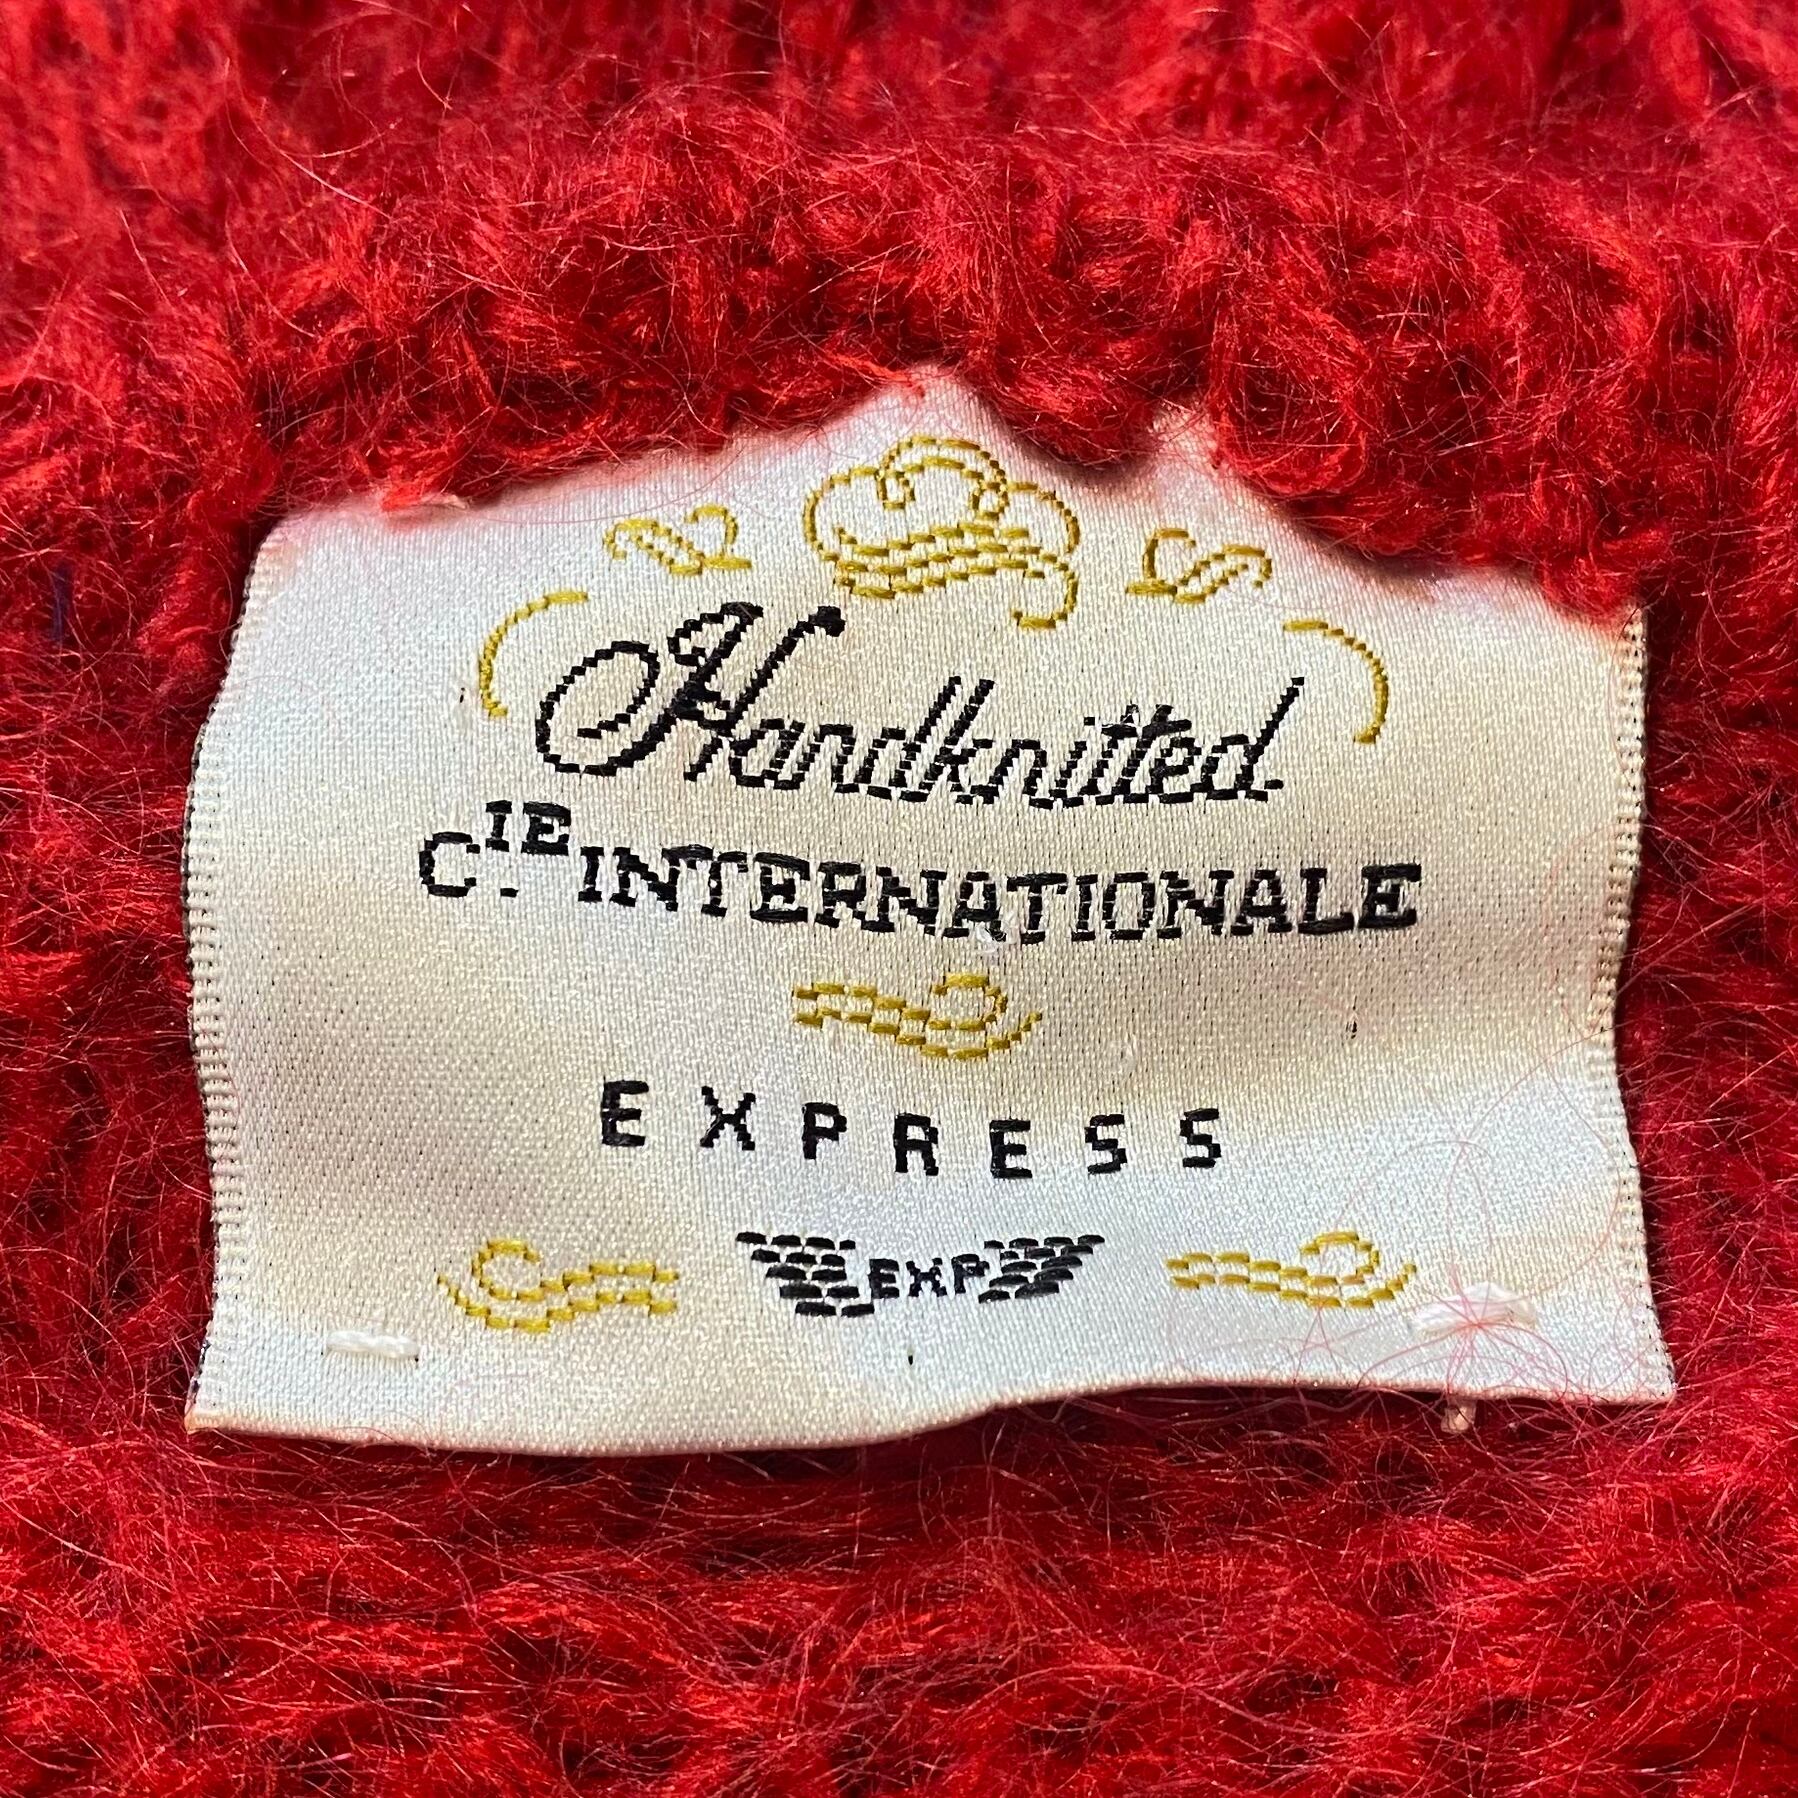 Handknitted
CIE. INTERNATIONALE
EXPRESS
EXP